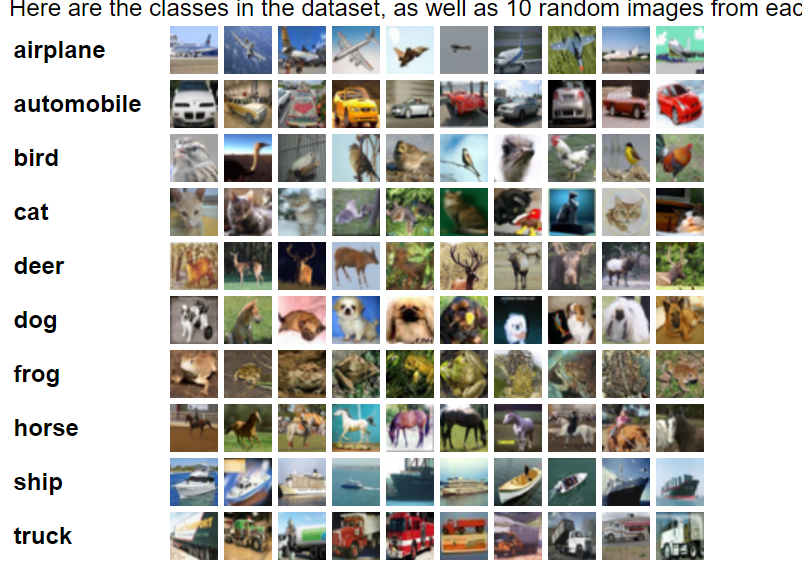 Here are the classes in the dataset, as well as 10 random images from
airplane
automobile
bird
cat
deer
dog
frog
horse
ship
truck